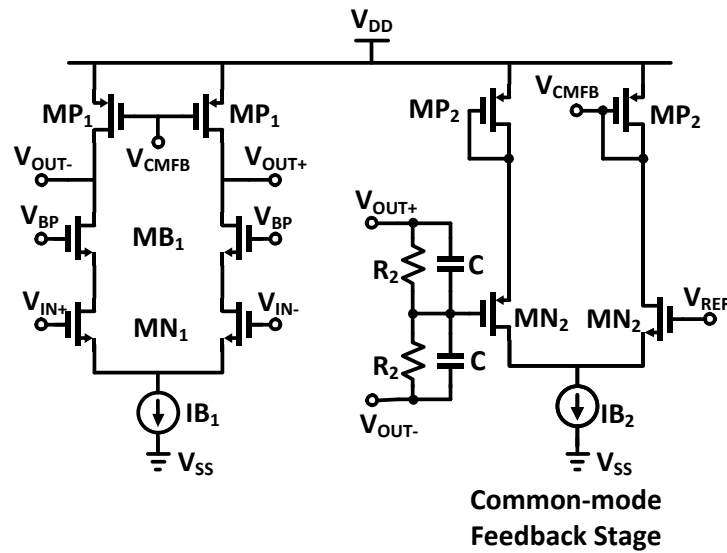 VDD
MP1
MP1
VCMFB
VOUT-
VOUT+
VBP
MB1
VBP
VIN+
MN1
VIN-
IB1
VSS
MP2
VCMFB
MP2
VOUT+
R2
C
MN2
MN2
VREF
R2
C
VOUT-
IB2
VSS
Common-mode
Feedback Stage